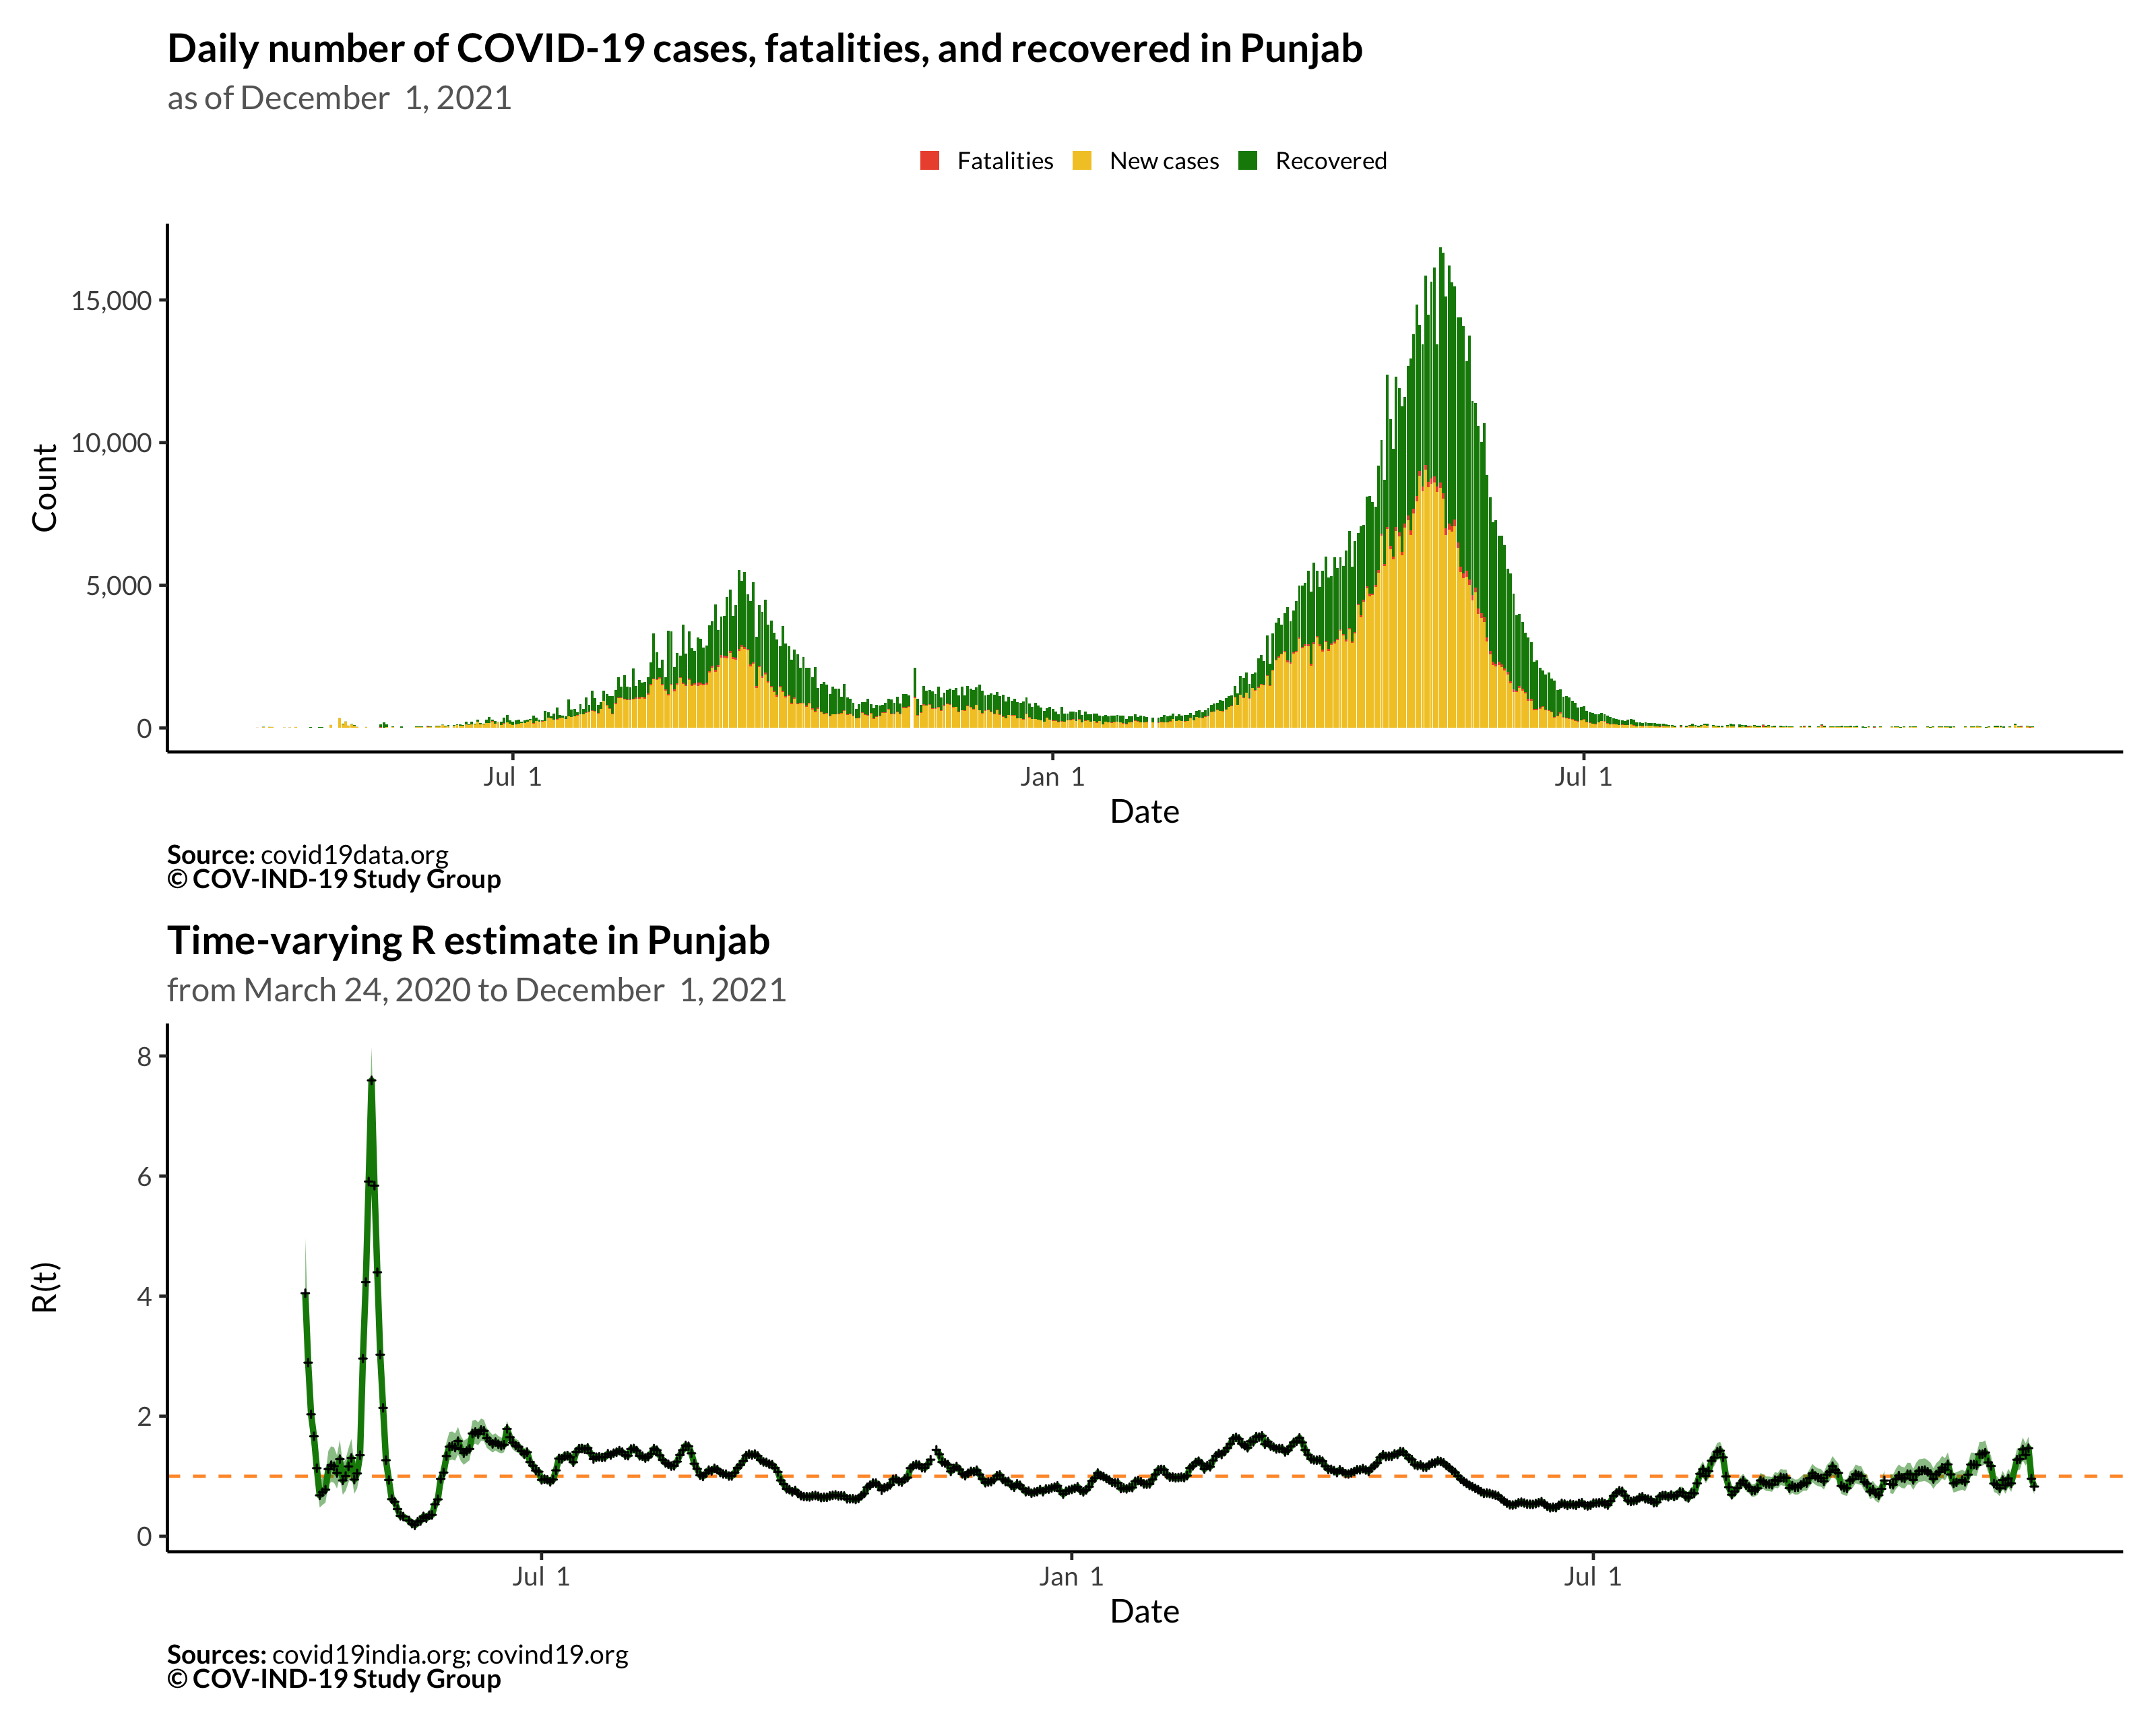 Daily number of COVID-19 cases, fatalities, and recovered in Punjab
as of December 1, 2021
Fatalities New cases Recovered
15,000
10,000
5,000
0
Count
Jul 1 Jan 1 Jul 1
Date
Source: covid19data.org
© COV-IND-19 Study Group
Time-varying R estimate in Punjab
from March 24, 2020 to December 1, 2021
8
6
4
2
0
R(t)
Jul 1 Jan 1 Jul 1
Date
Sources: covid19india.org; covind19.org
© COV-IND-19 Study Group